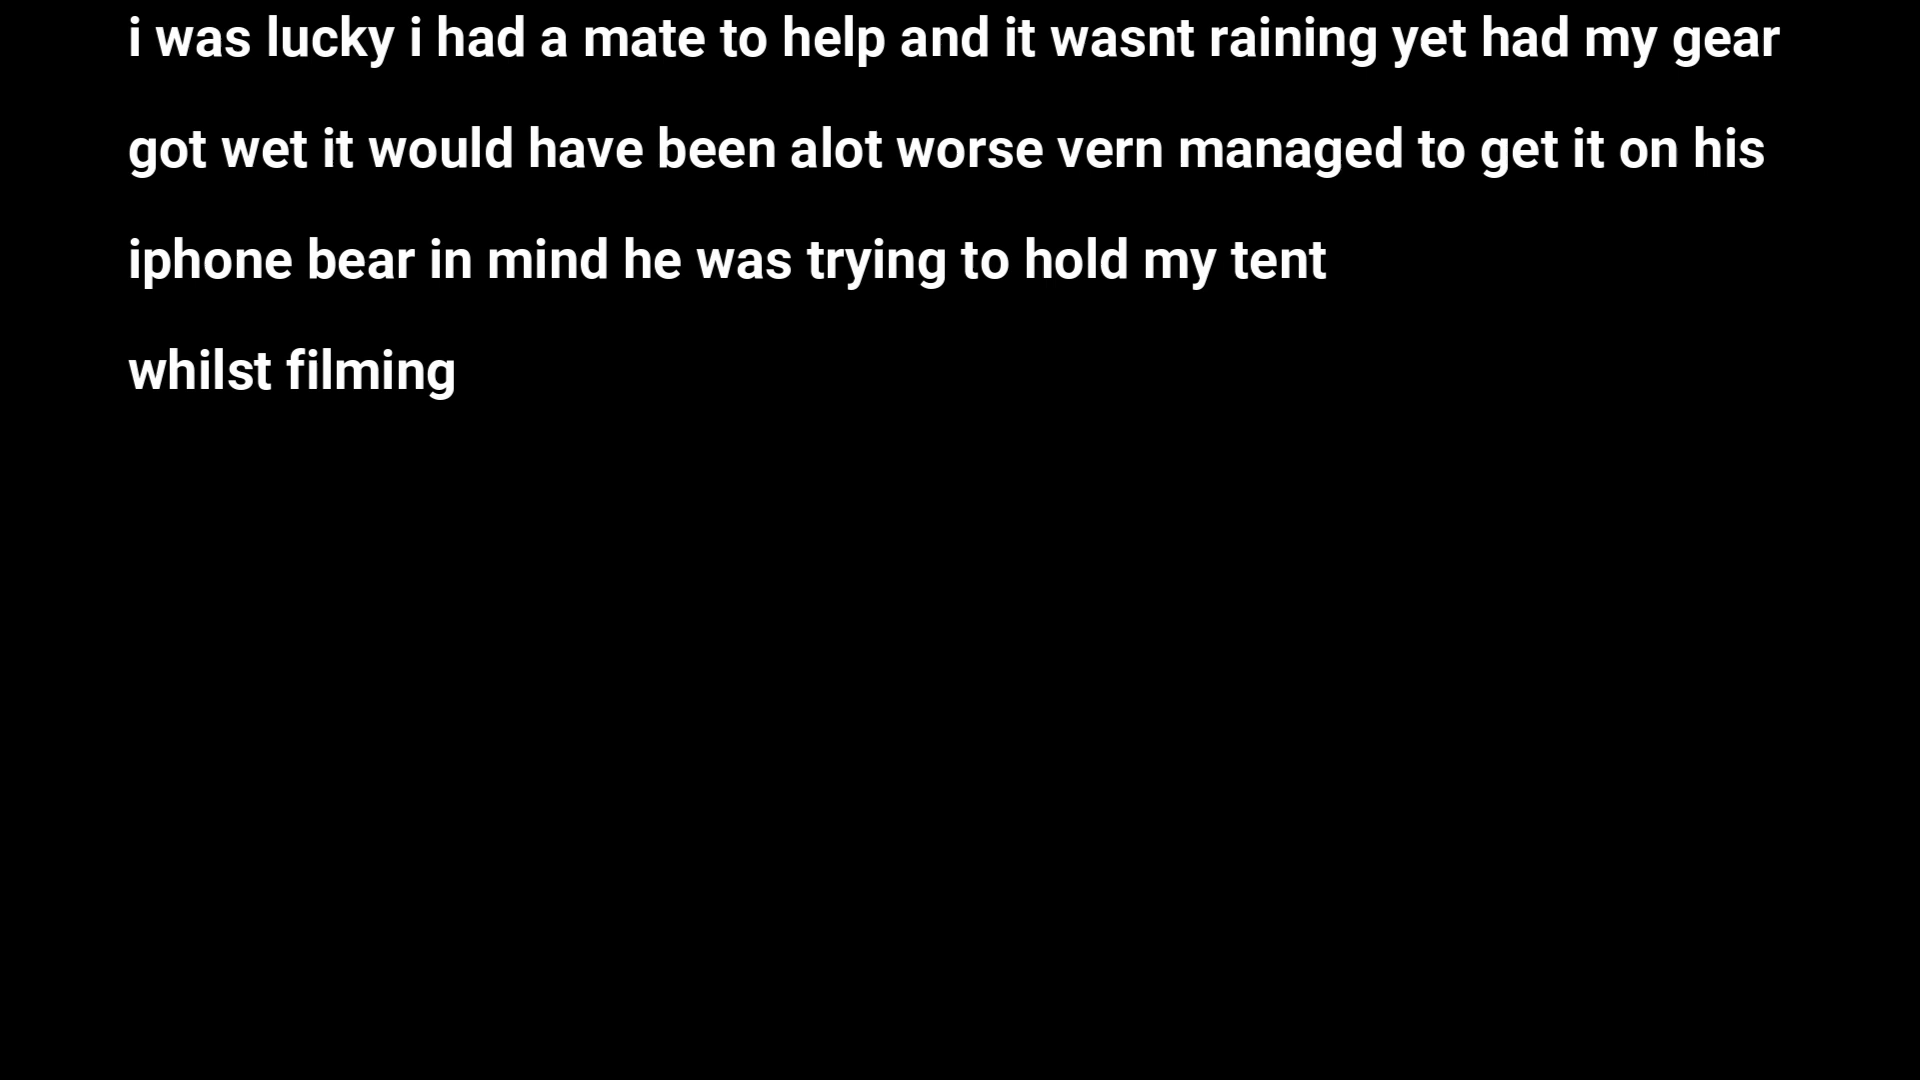 i was lucky i had a mate to help and it wasnt raining yet had my gear
got wet it would have been alot worse vern managed to get it on his
iphone bear in mind he was trying to hold my tent
whilst filming